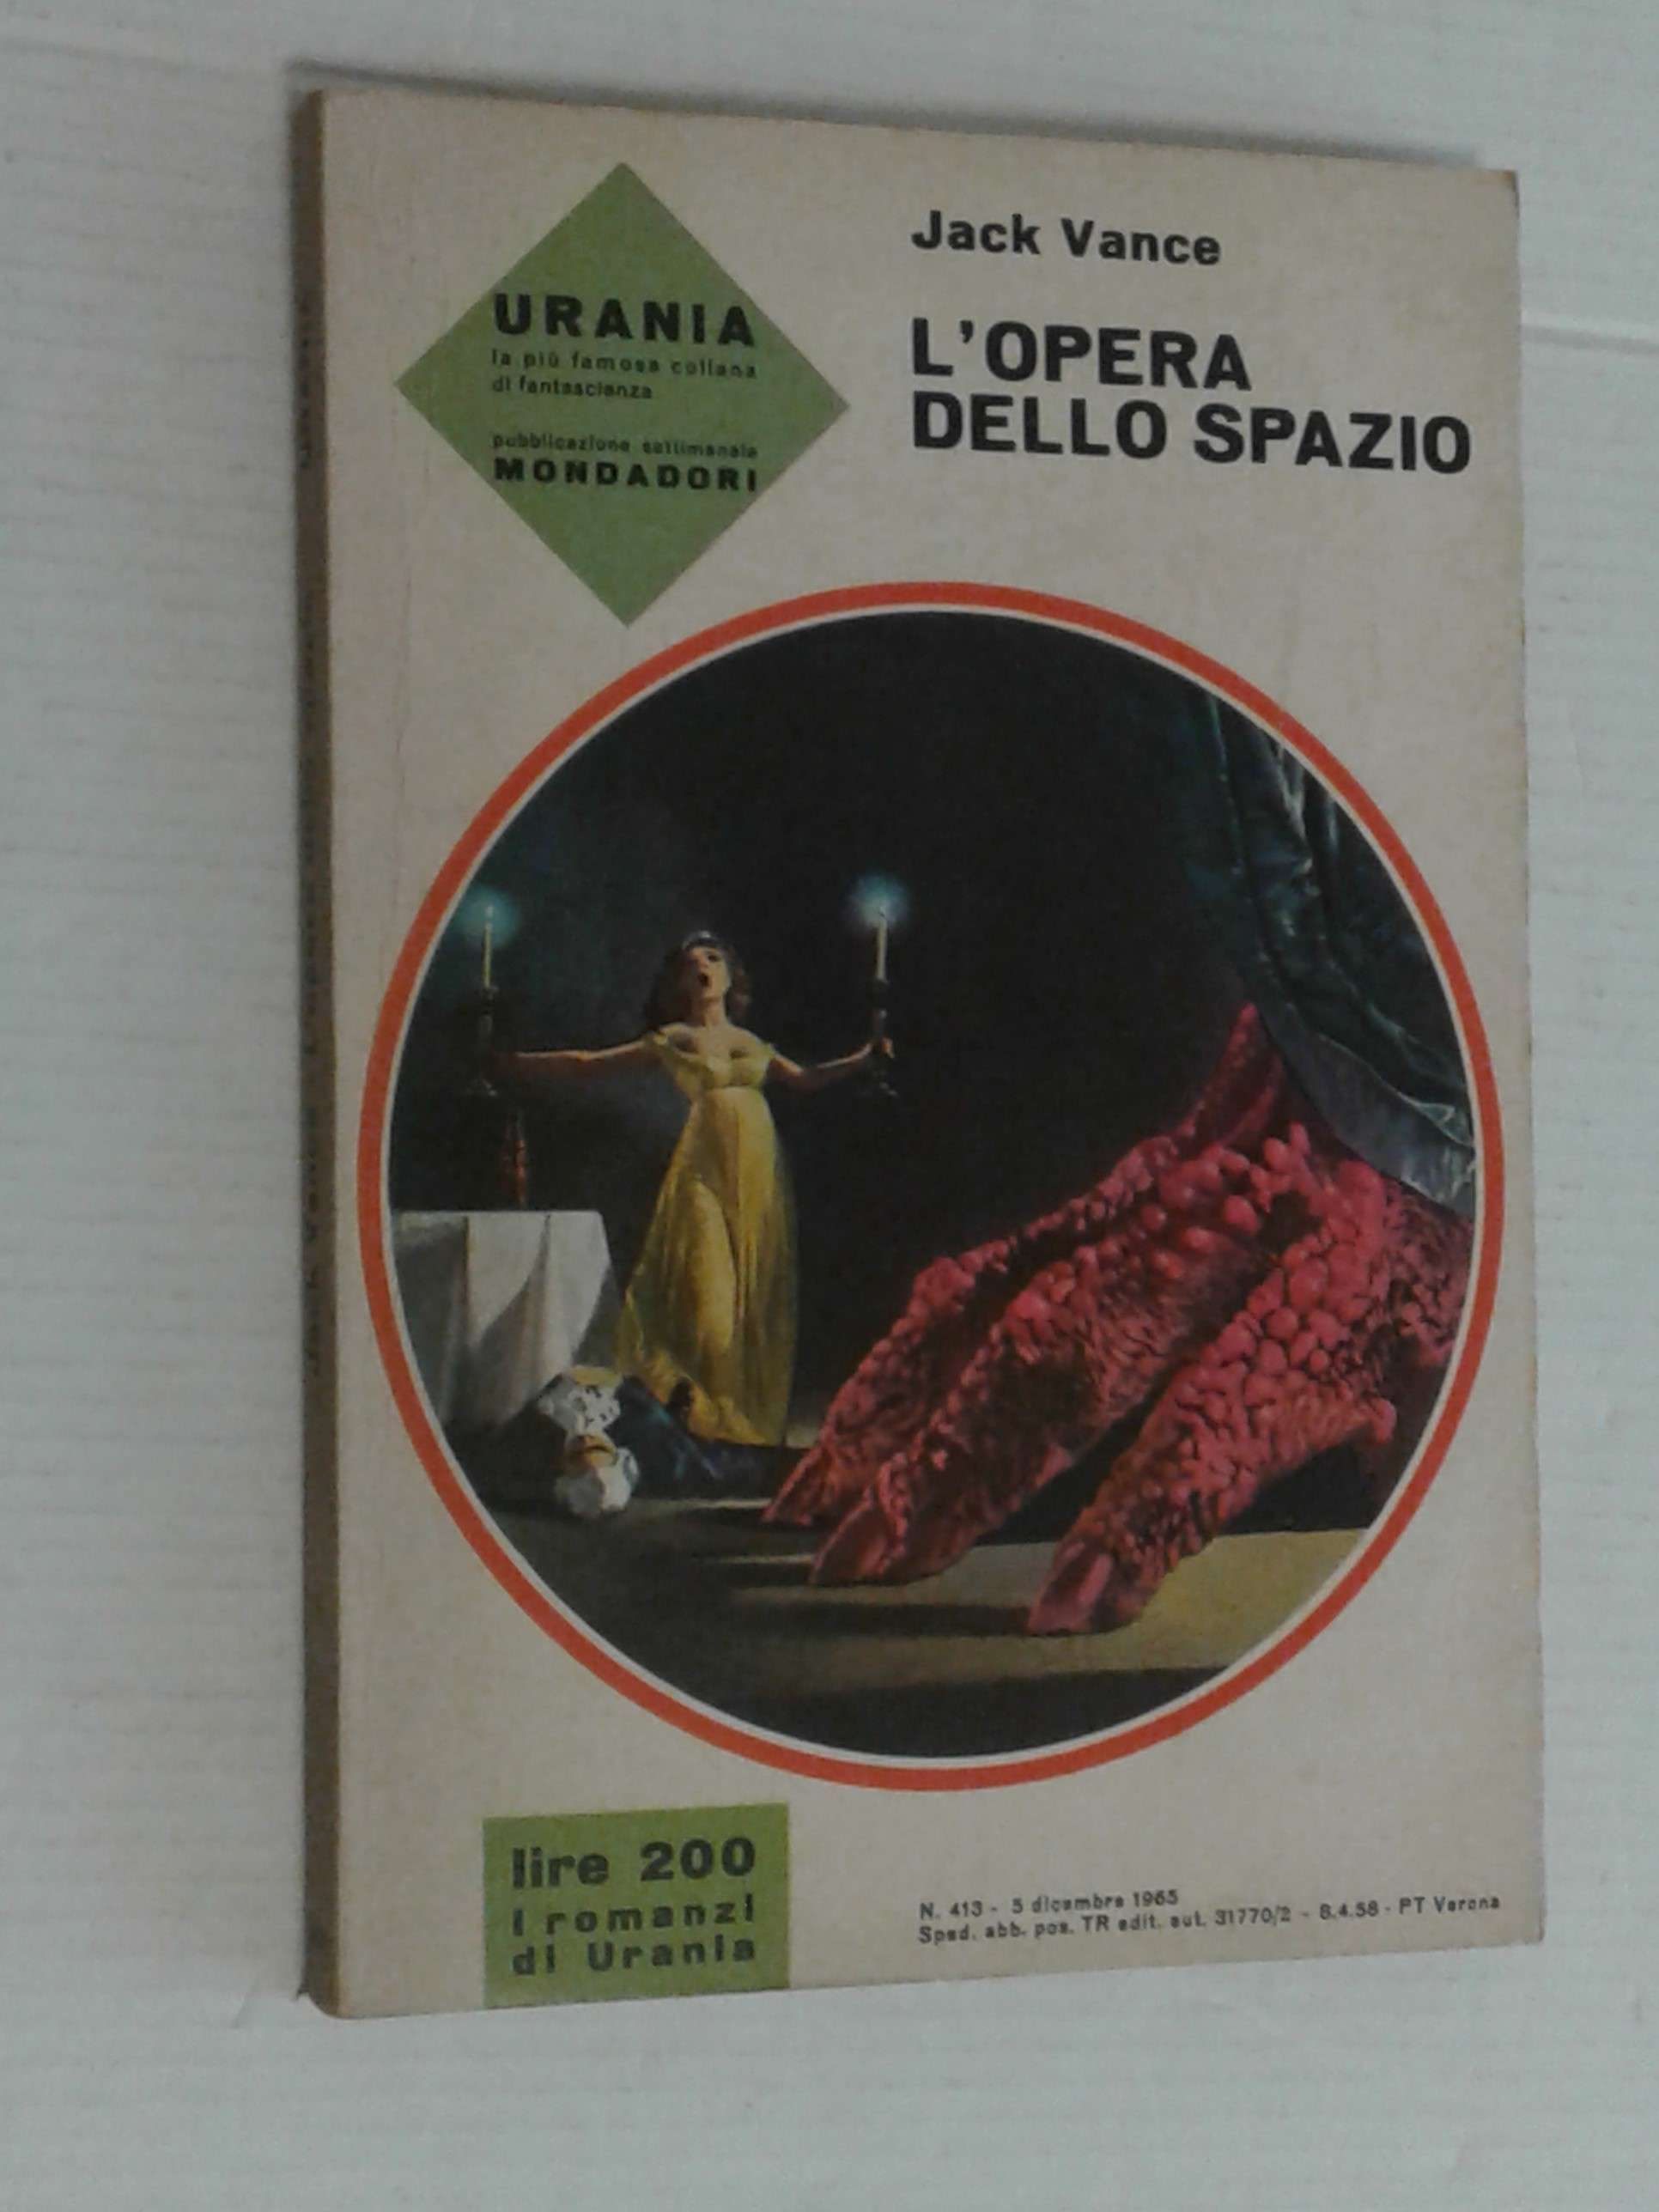 URANIA
la più famosa collana
di fantascienza
pubblicazione settimanale
MONDADORI
Jack Vance
L'OPERA
DELLO SPAZIO
lire 200
i romanzi
di Urania
N. 413 - 5 dicembre 1965
Sped. abb. pos. TR edit. aut. 31770/2 - 8.4.58 - PT Verona